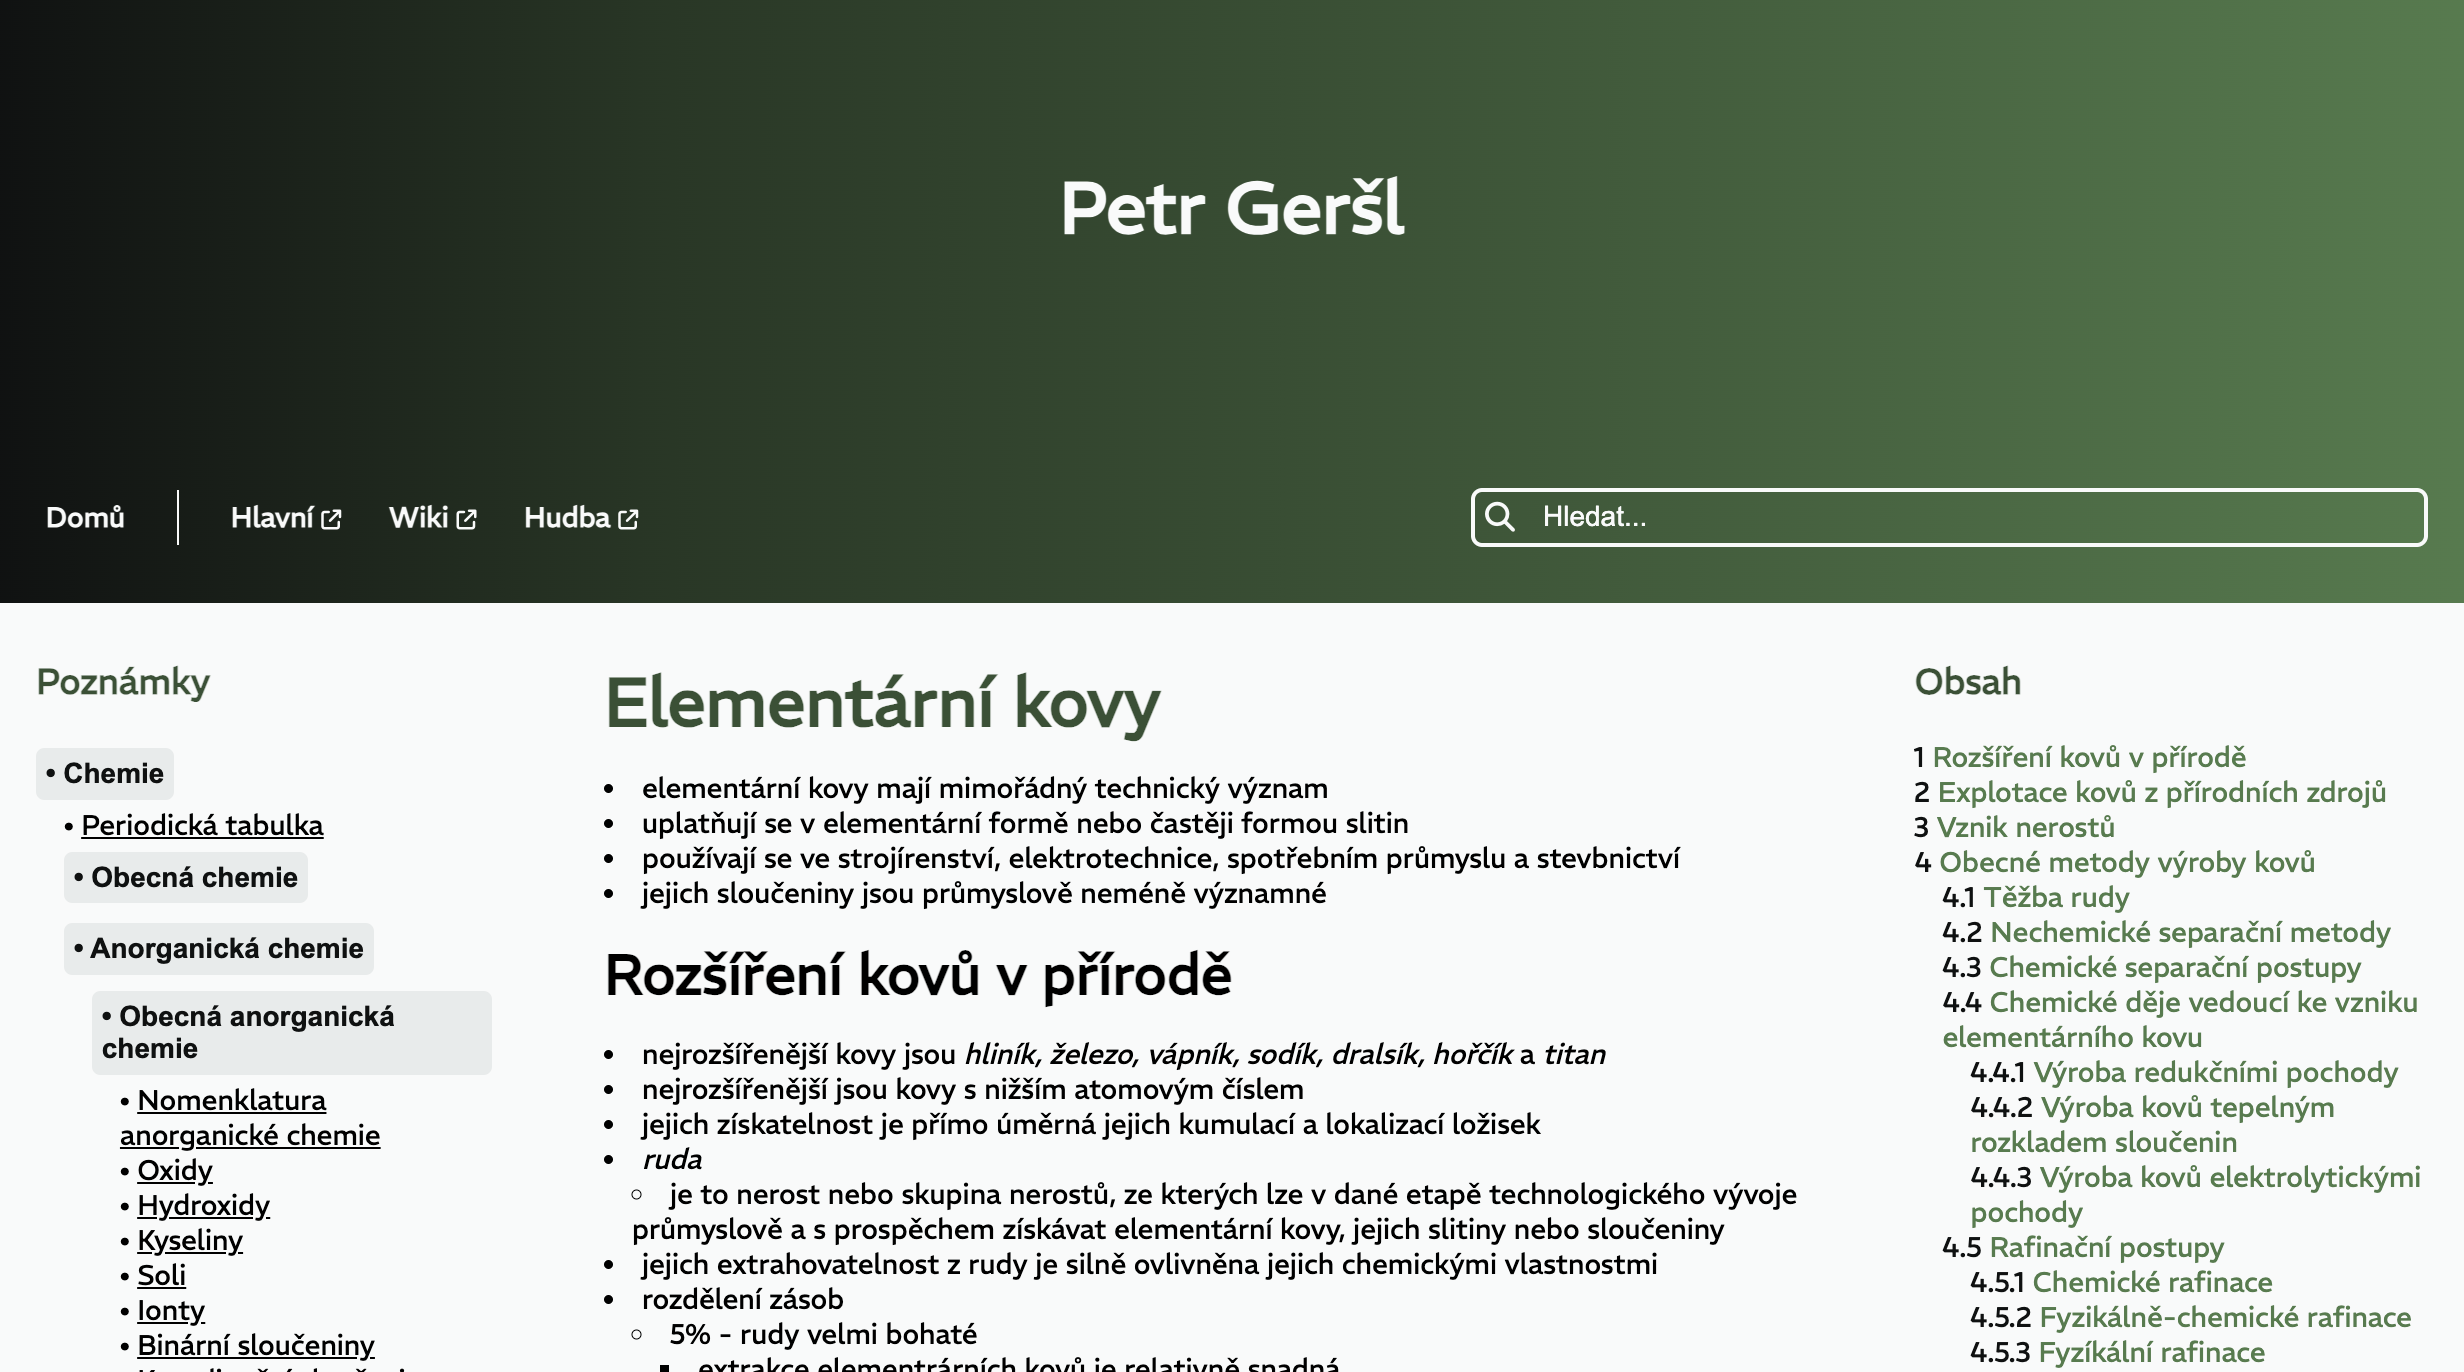 Petr Geršl
Domů
Hlavní
Wiki
Hudba
Hledat...
Poznámky
• Chemie
• Periodická tabulka
• Obecná chemie
• Anorganická chemie
• Obecná anorganická
chemie
• Nomenklatura
anorganické chemie
• Oxidy
• Hydroxidy
• Kyseliny
• Soli
• Ionty
• Binární sloučeniny
Elementární kovy
• elementární kovy mají mimořádný technický význam
• uplatňují se v elementární formě nebo častěji formou slitin
• používají se ve strojírenství, elektrotechnice, spotřebním průmyslu a stevbnictví
• jejich sloučeniny jsou průmyslově neméně významné
Rozšíření kovů v přírodě
• nejrozšířenější kovy jsou hliník, železo, vápník, sodík, dralsík, hořčík a titan
• nejrozšířenější jsou kovy s nižším atomovým číslem
• jejich získatelnost je přímo úměrná jejich kumulací a lokalizací ložisek
• ruda
◦ je to nerost nebo skupina nerostů, ze kterých lze v dané etapě technologického vývoje
průmyslově a s prospěchem získávat elementární kovy, jejich slitiny nebo sloučeniny
• jejich extrahovatelnost z rudy je silně ovlivněna jejich chemickými vlastnostmi
• rozdělení zásob
◦ 5% - rudy velmi bohaté
▪ extrakce elementrárních kovů je relativně snadná
Obsah
1 Rozšíření kovů v přírodě
2 Explotace kovů z přírodních zdrojů
3 Vznik nerostů
4 Obecné metody výroby kovů
4.1 Těžba rudy
4.2 Nechemické separační metody
4.3 Chemické separační postupy
4.4 Chemické děje vedoucí ke vzniku
elementárního kovu
4.4.1 Výroba redukčními pochody
4.4.2 Výroba kovů tepelným
rozkladem sloučenin
4.4.3 Výroba kovů elektrolytickými
pochody
4.5 Rafinační postupy
4.5.1 Chemické rafinace
4.5.2 Fyzikálně-chemické rafinace
4.5.3 Fyzíkální rafinace